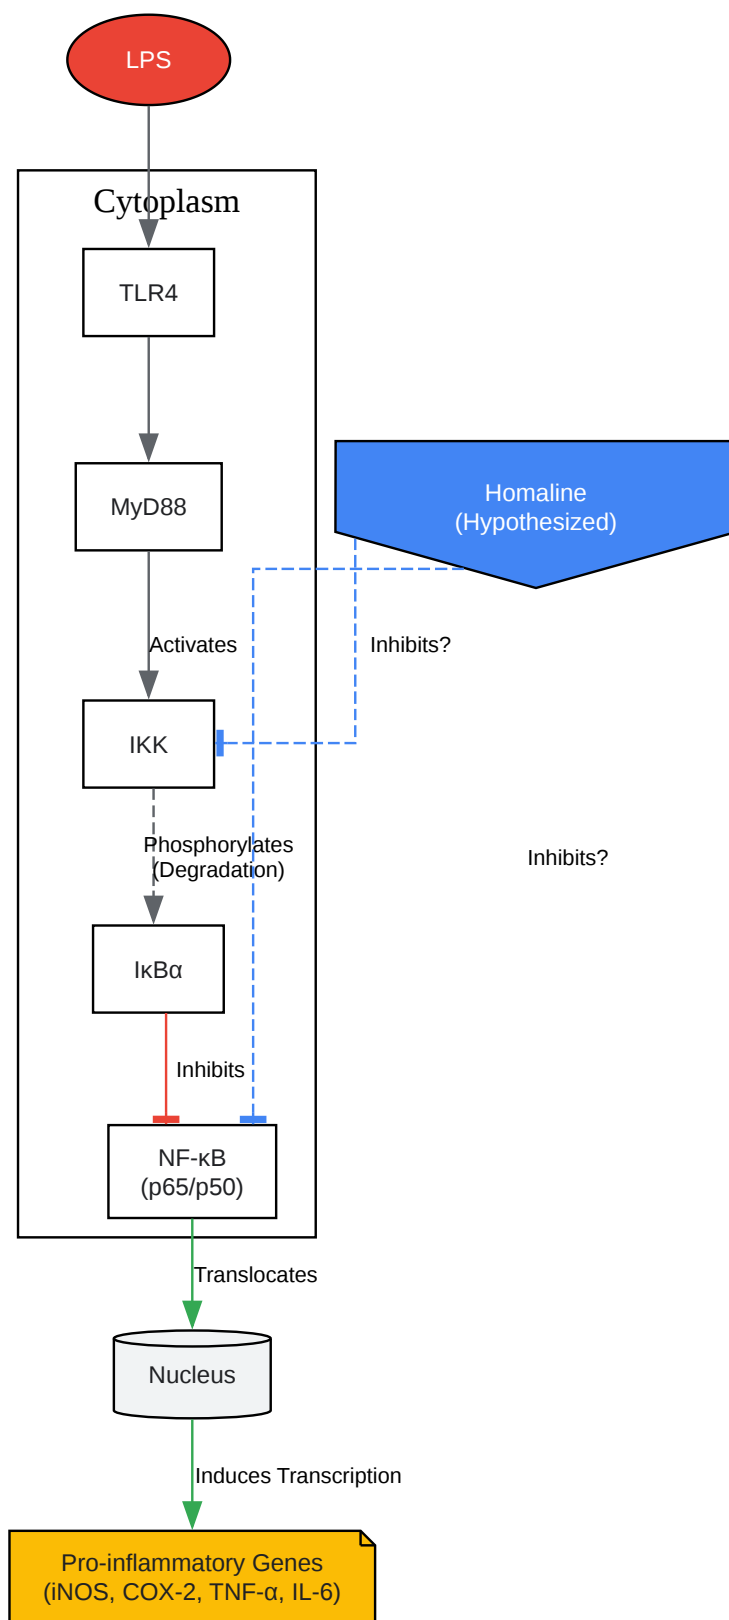 LPS
Cytoplasm
TLR4
MyD88
Homaline
(Hypothesized)
Activates
Inhibits?
IKK
Phosphorylates
(Degradation)
Inhibits?
IκBα
Inhibits
NF-κB
(p65/p50)
Translocates
Nucleus
Induces Transcription
Pro-inflammatory Genes
(iNOS, COX-2, TNF-α, IL-6)